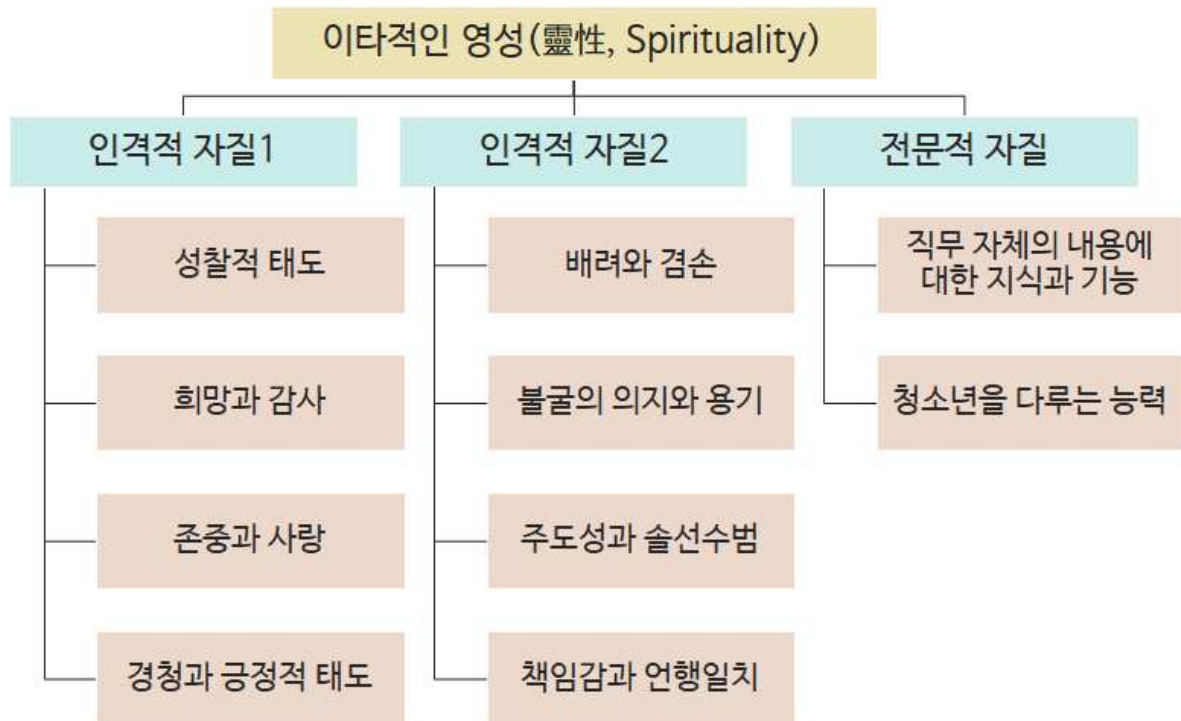 이타적인 영성(靈性, Spirituality)
인격적 자질1
성찰적 태도
희망과 감사
존중과 사랑
경청과 긍정적 태도
인격적 자질2
배려와 겸손
불굴의 의지와 용기
주도성과 솔선수범
책임감과 언행일치
전문적 자질
직무 자체의 내용에
대한 지식과 기능
청소년을 다루는 능력